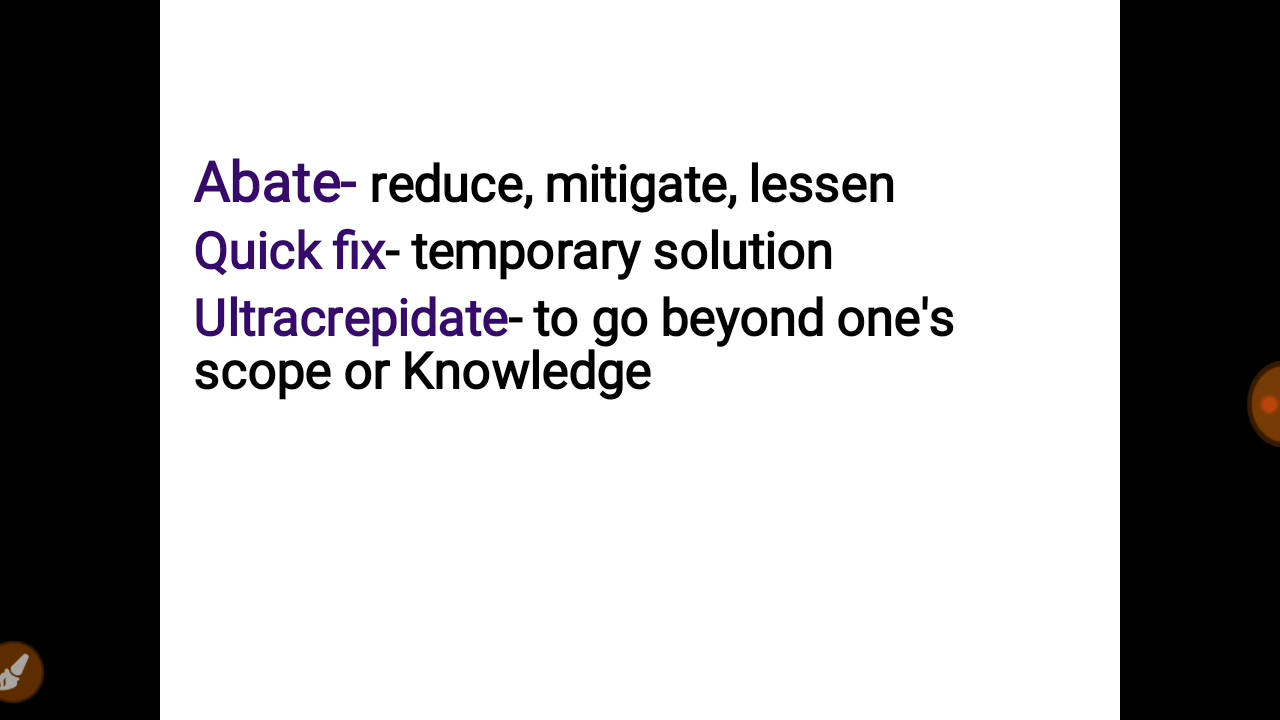 Abate- reduce, mitigate, lessen
Quick fix- temporary solution
Ultracrepidate- to go beyond one's
scope or Knowledge